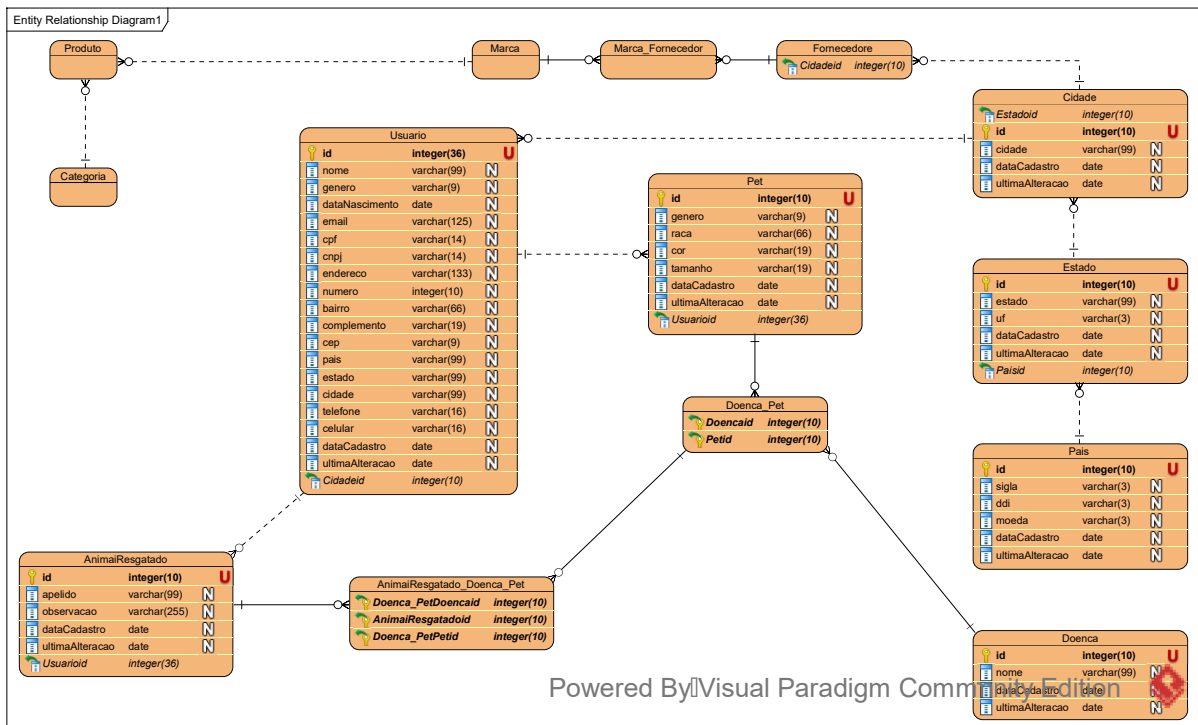 Entity Relationship Diagram1
Produto
Marca
Marca_Fornecedor
Fornecedore
Cidadeid integer(10)
Categoria
Cidade
Estadoid integer(10)
id integer(10) U
cidade varchar(99) N
dataCadastro date N
ultimaAlteracao date N
Usuario
id integer(36) U
nome varchar(99) N
genero varchar(9) N
dataNascimento date N
email varchar(125) N
cpf varchar(14) N
cnpj varchar(14) N
endereco varchar(133) N
numero integer(10) N
bairro varchar(66) N
complemento varchar(19) N
cep varchar(9) N
pais varchar(99) N
estado varchar(99) N
cidade varchar(99) N
telefone varchar(16) N
celular varchar(16) N
dataCadastro date N
ultimaAlteracao date N
Cidadeid integer(10)
Pet
id integer(10) U
genero varchar(9) N
raca varchar(66) N
cor varchar(19) N
tamanho varchar(19) N
dataCadastro date N
ultimaAlteracao date N
Usuarioid integer(36)
Estado
id integer(10) U
estado varchar(99) N
uf varchar(3) N
dataCadastro date N
ultimaAlteracao date N
Paisid integer(10)
Doenca_Pet
Doencaid integer(10)
Petid integer(10)
Pais
id integer(10) U
sigla varchar(3) N
ddi varchar(3) N
moeda varchar(3) N
dataCadastro date N
ultimaAlteracao date N
AnimaiResgatado
id integer(10) U
apelido varchar(99) N
observacao varchar(255) N
dataCadastro date N
ultimaAlteracao date N
Usuarioid integer(36)
AnimaiResgatado_Doenca_Pet
Doenca_PetDoencaid integer(10)
AnimaiResgatadoid integer(10)
Doenca_PetPetid integer(10)
Doenca
id integer(10) U
nome varchar(99) N
dataCadastro date N
ultimaAlteracao date N
Powered By Visual Paradigm Community Edition